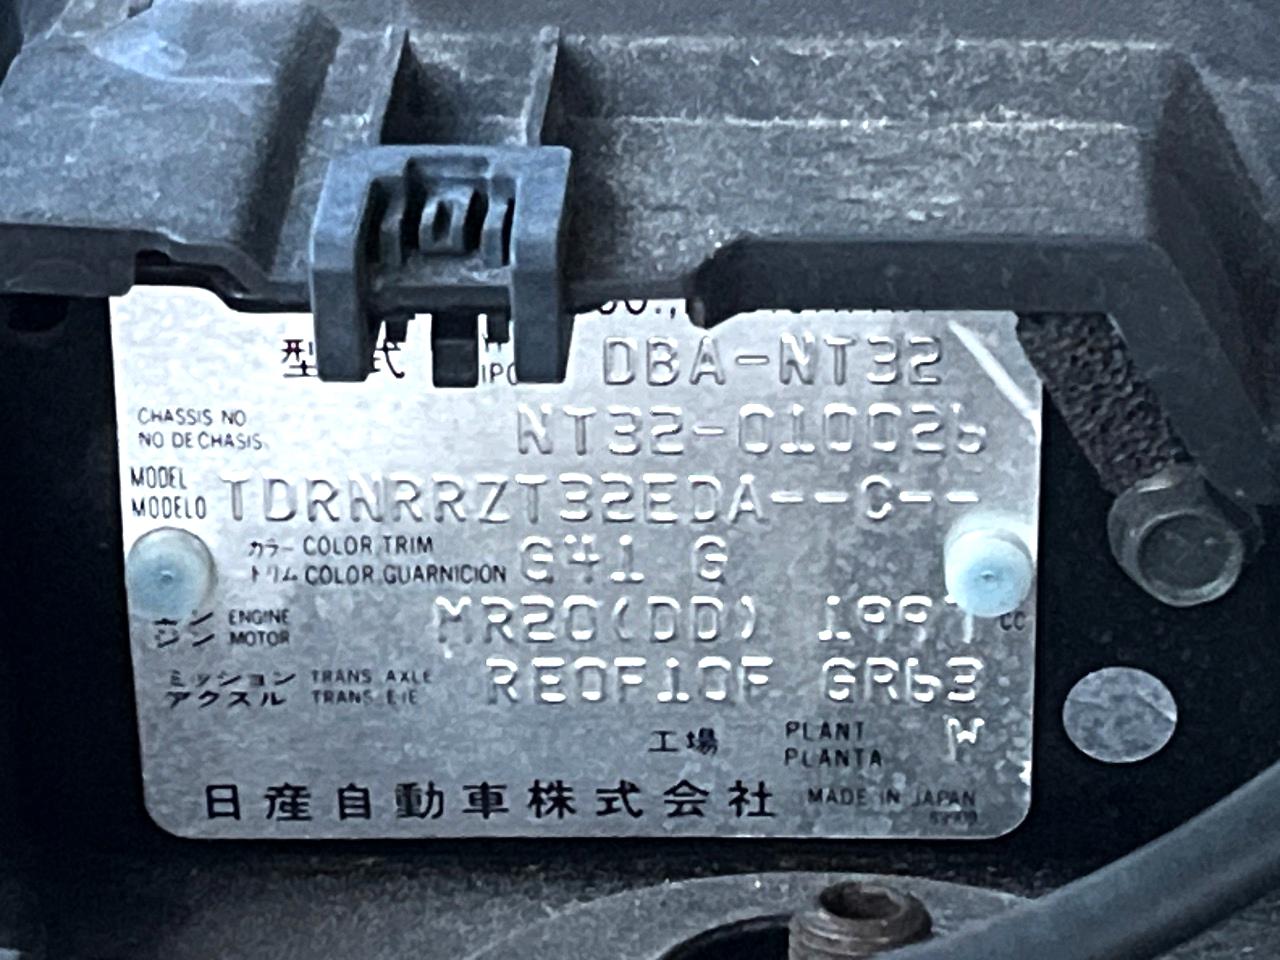 型 式 DBA-NT32
CHASSIS NO NT32-010026
NO DE CHASIS
MODEL TDRNRRZT32EDA--C--
MODELO
カラー COLOR, TRIM G41 G
トリム COLOR, GUARNICION
ENGINE MR20(DD) 1997 CC
ジン MOTOR
ミッション TRANS AXLE RE0F10F GR63
アクスル TRANS EJE
工場 PLANT W
PLANTA
日産自動車株式会社 MADE IN JAPAN